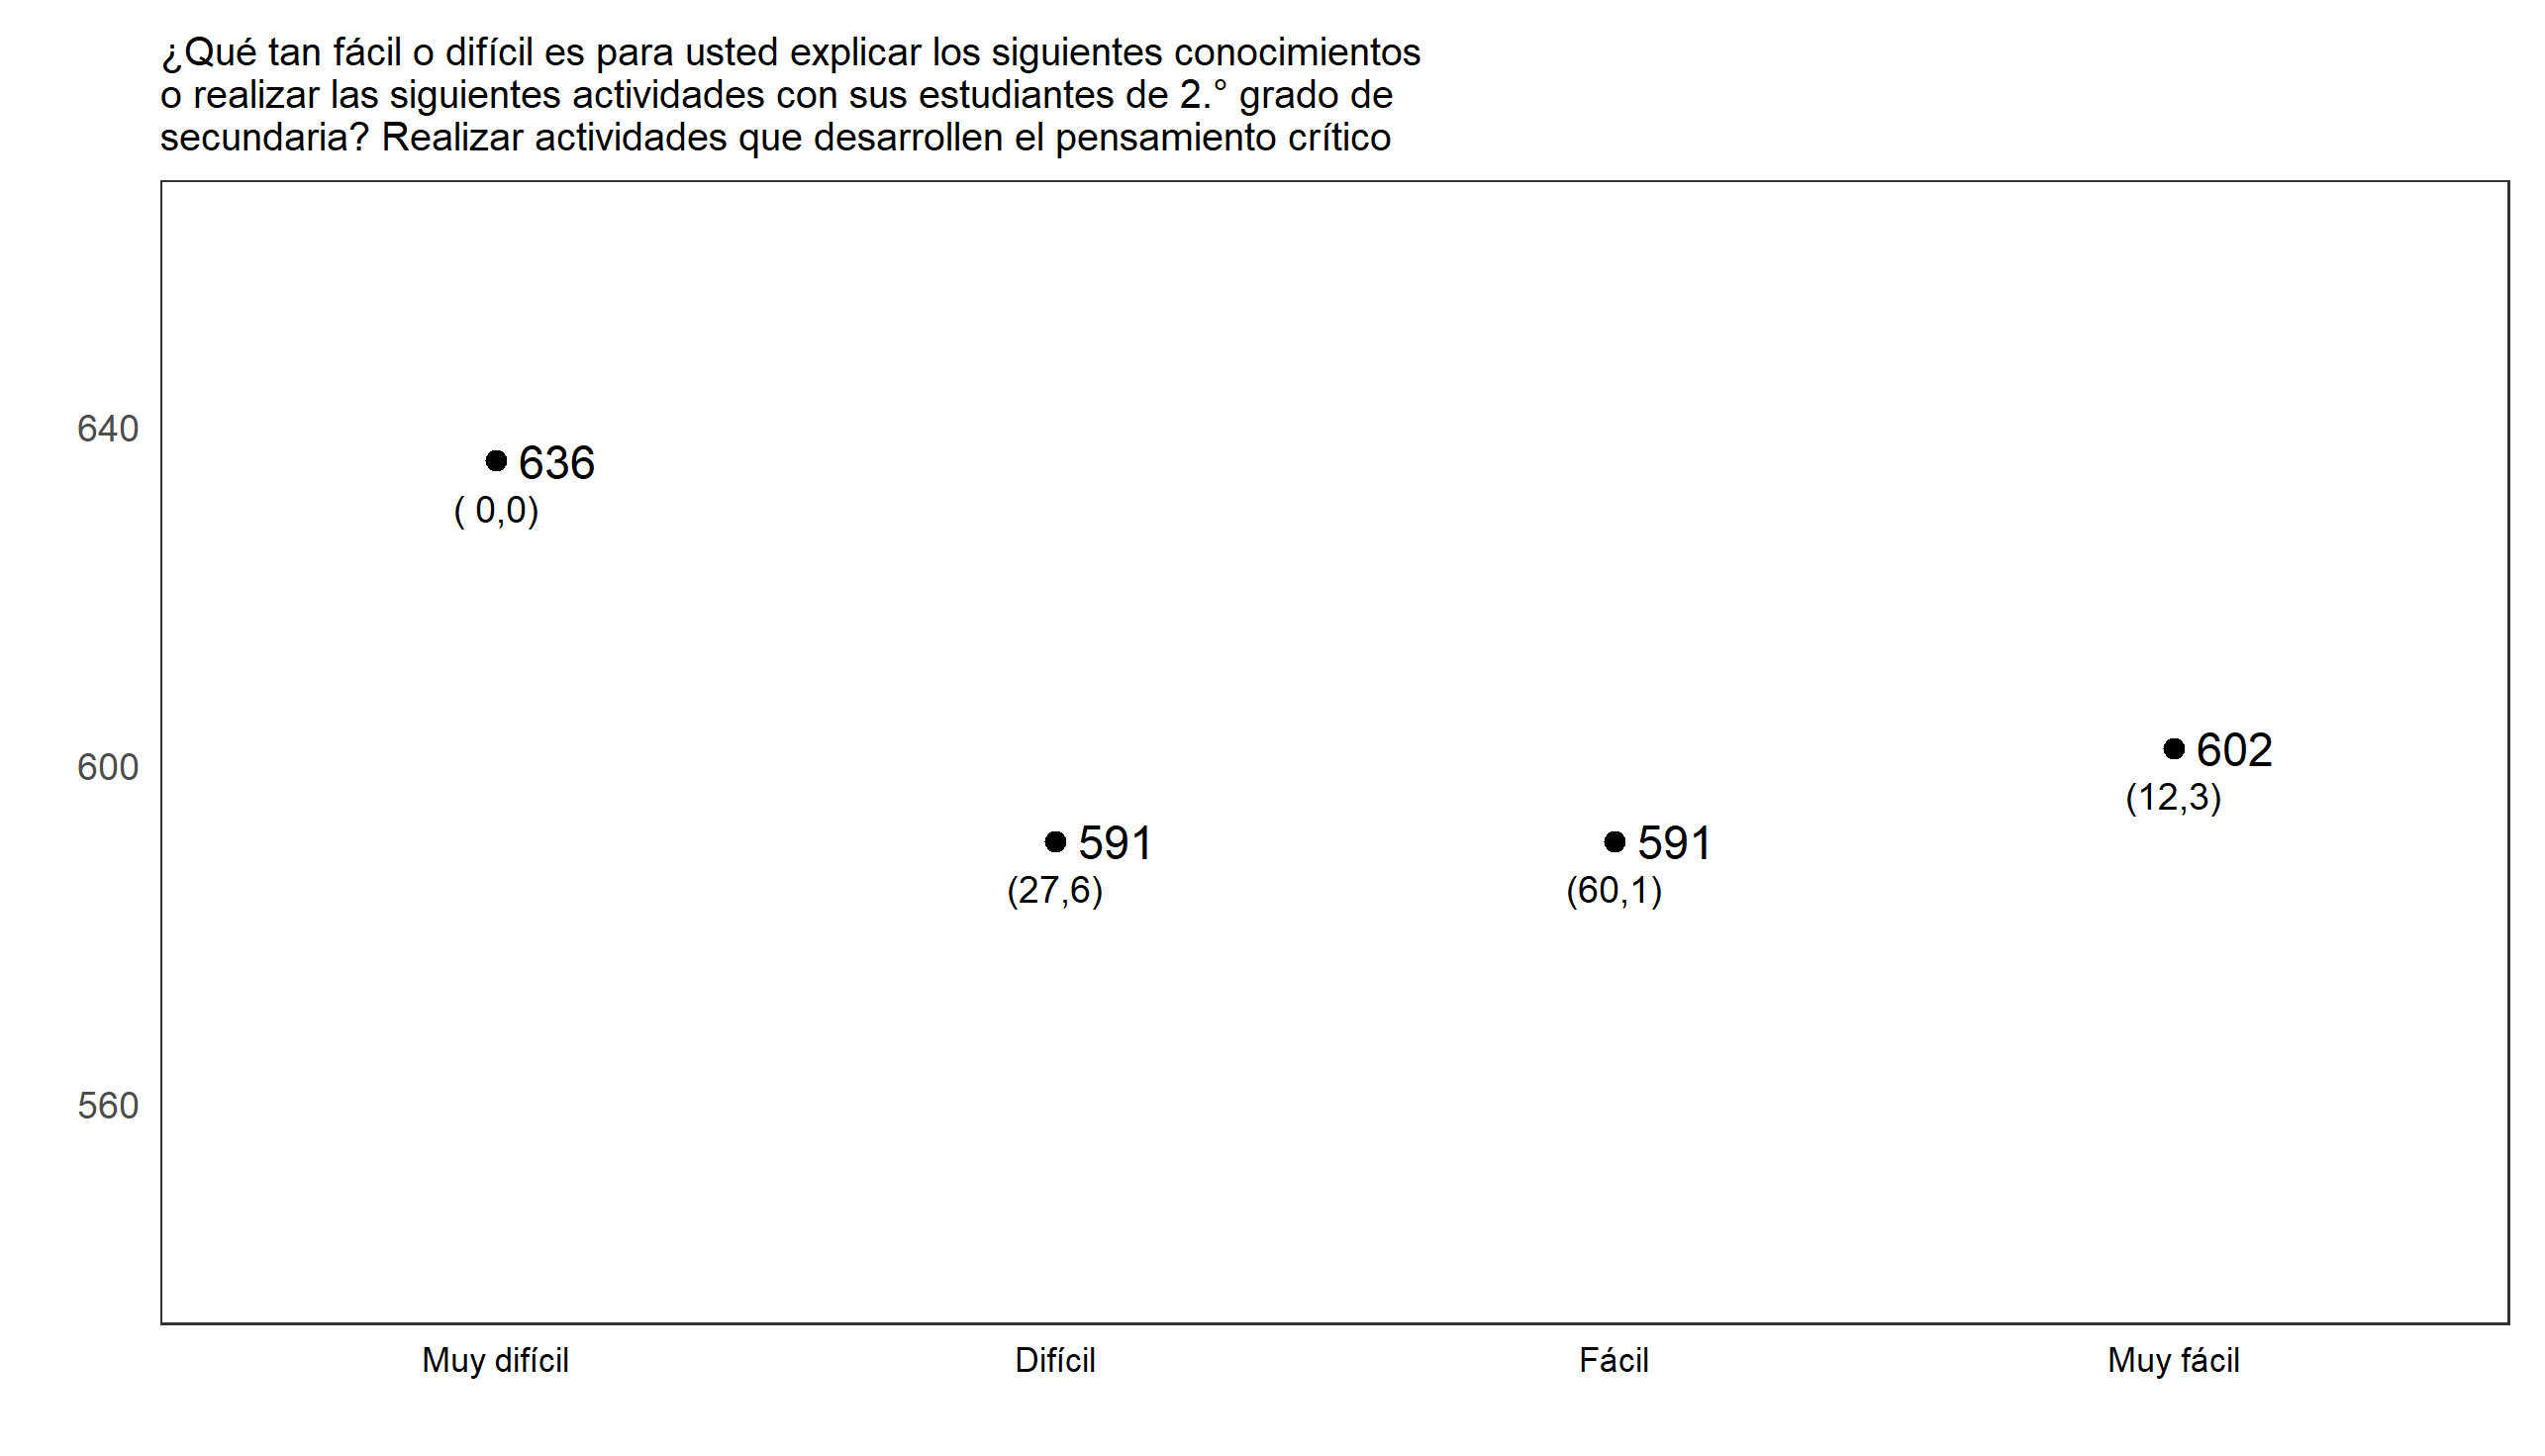 ¿Qué tan fácil o difícil es para usted explicar los siguientes conocimientos
o realizar las siguientes actividades con sus estudiantes de 2.° grado de
secundaria? Realizar actividades que desarrollen el pensamiento crítico
640
636
( 0,0)
600
602
(12,3)
591
(27,6)
591
(60,1)
560
Muy difícil
Difícil
Fácil
Muy fácil